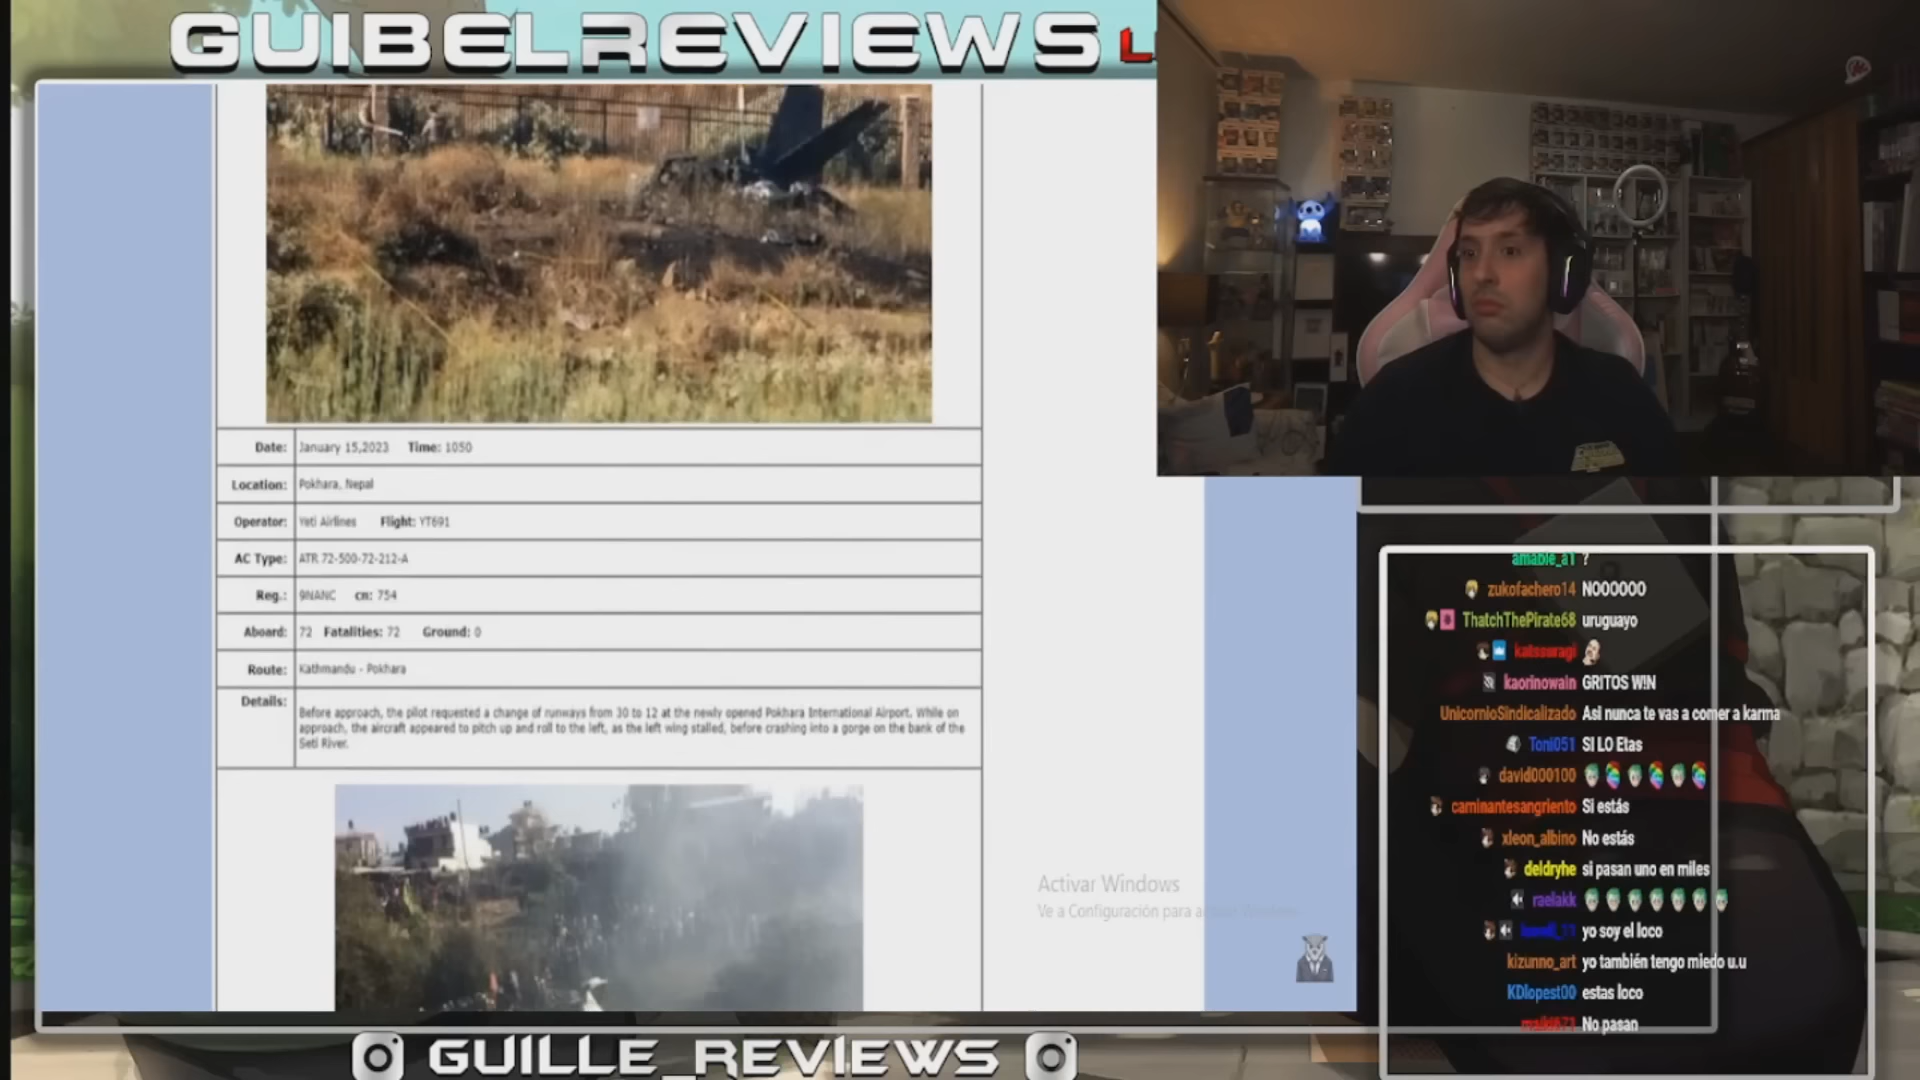 GUIBELREVIEWS
Date: January 15,2023 Time: 1050
Location: Pokhara, Nepal
Operator: Yeti Airlines Flight: YT691
AC Type: ATR 72-500-72-212-A
Reg.: 9NANC cn: 754
Aboard: 72 Fatalities: 72 Ground: 0
Route: Kathmandu - Pokhara
Details: Before approach, the pilot requested a change of runways from 30 to 12 at the newly opened Pokhara International Airport. While on
approach, the aircraft appeared to pitch up and roll to the left, as the left wing stalled, before crashing into a gorge on the bank of the
Seti River.
Activar Windows
Ve a Configuración para
amable_a1 ?
zukofachero14 NOOOOOO
ThatchThePirate68 uruguayo
katssuragi
kaorinowain GRITOS W!N
UnicornioSindicalizado Asi nunca te vas a comer a karma
Toni051 SI LO Etas
david000100
caminantesangriento Si estás
xleon_albino No estás
deldryhe si pasan uno en miles
raelakk
yo soy el loco
kizunno_art yo también tengo miedo u.u
KDlopest00 estas loco
No pasan
GUILLE_REVIEWS